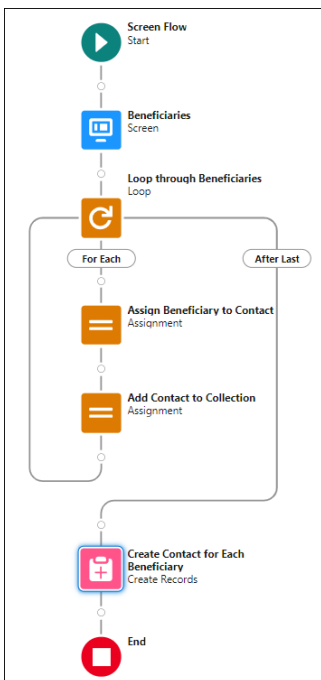 Screen Flow
Start
Beneficiaries
Screen
Loop through Beneficiaries
Loop
For Each
After Last
Assign Beneficiary to Contact
Assignment
Add Contact to Collection
Assignment
Create Contact for Each
Beneficiary
Create Records
End